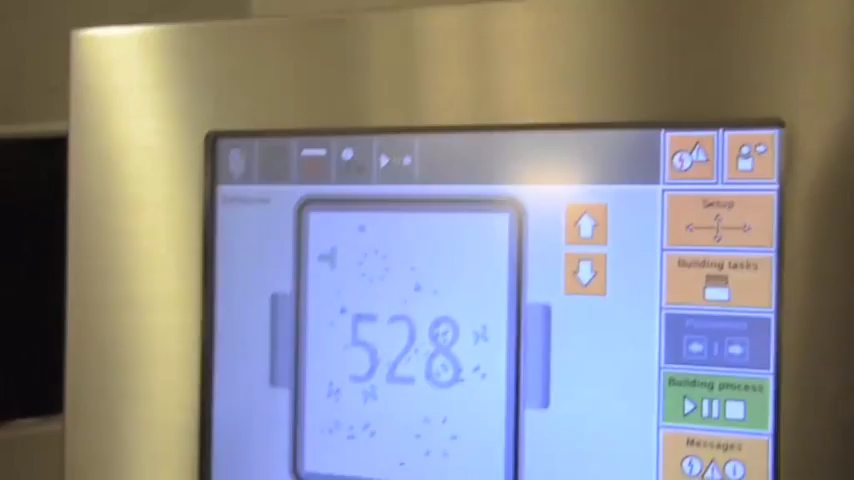 528
Setup
Building tasks
Building process
Messages